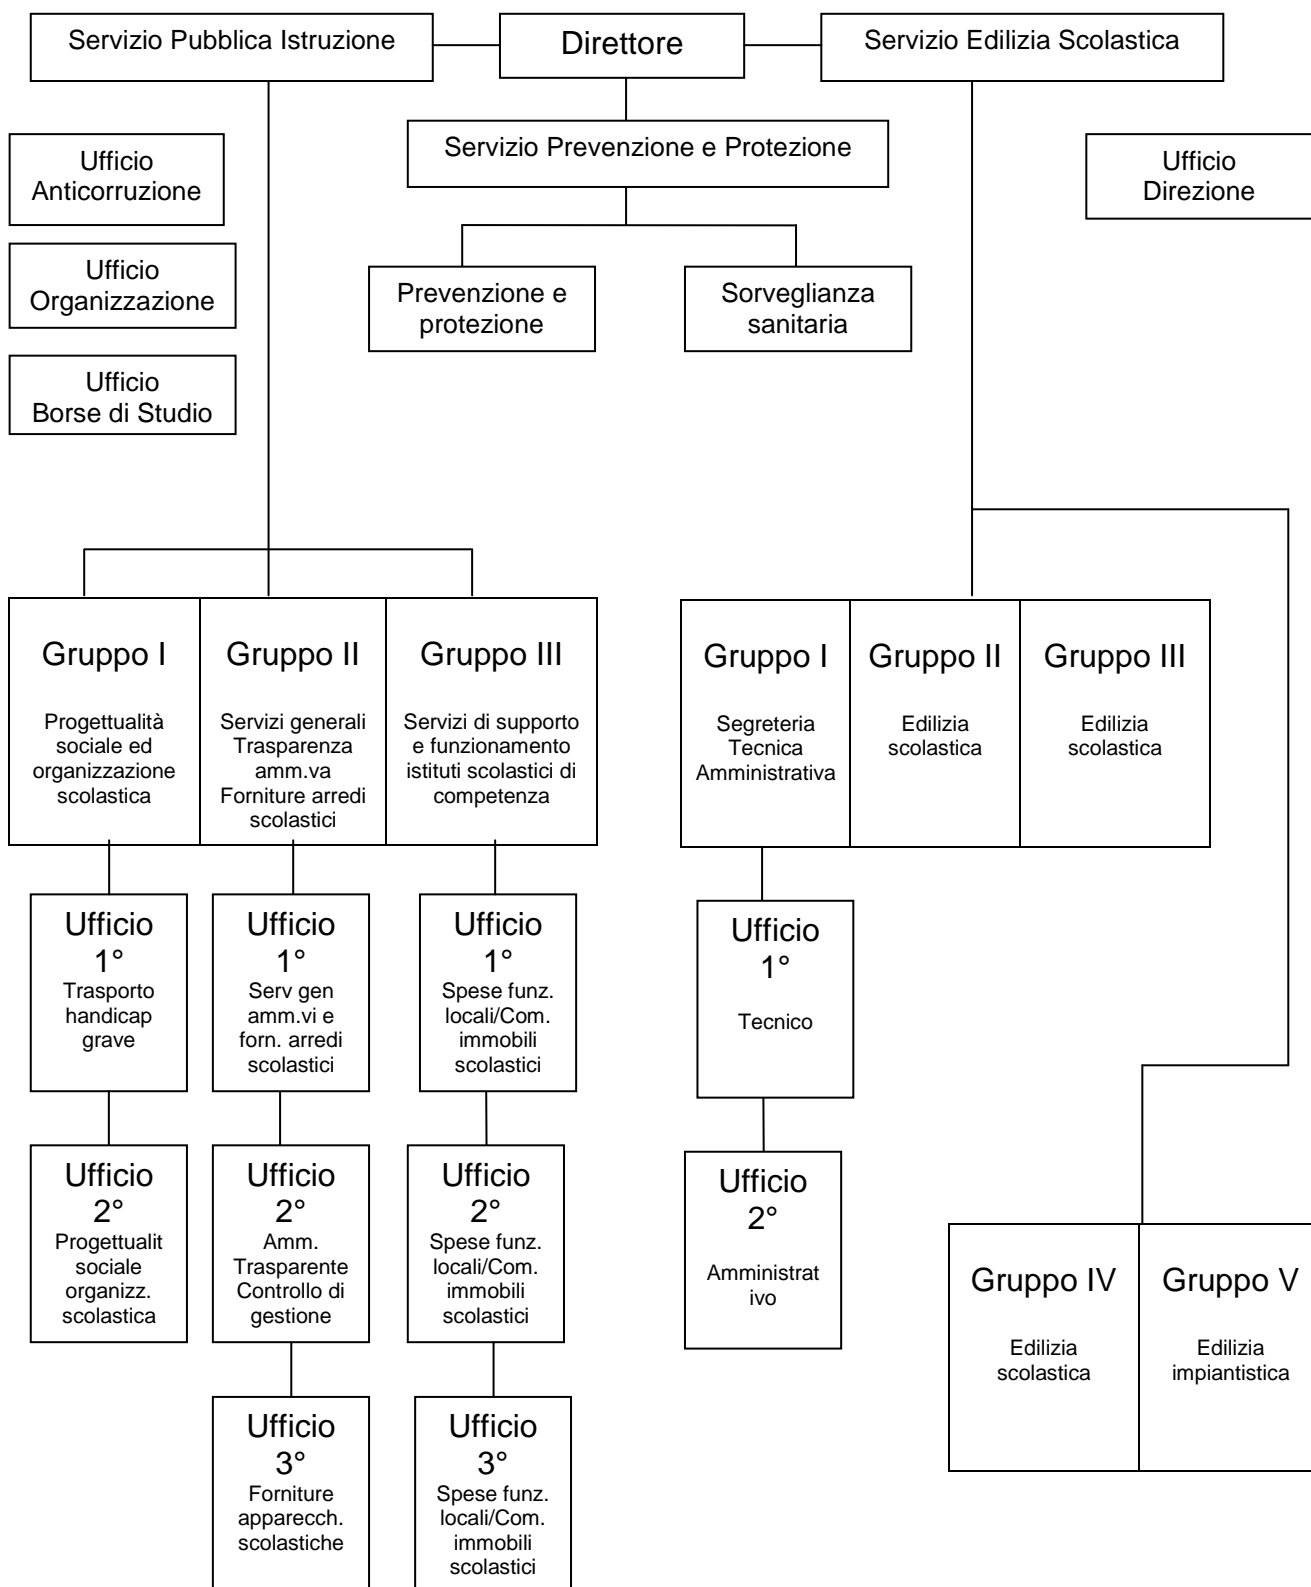 Servizio Pubblica Istruzione
Direttore
Servizio Edilizia Scolastica
Servizio Prevenzione e Protezione
Ufficio
Anticorruzione
Ufficio
Direzione
Ufficio
Organizzazione
Prevenzione e
protezione
Sorveglianza
sanitaria
Ufficio
Borse di Studio
Gruppo I
Progettualità
sociale ed
organizzazione
scolastica
Gruppo II
Servizi generali
Trasparenza
amm.va
Forniture arredi
scolastici
Gruppo III
Servizi di supporto
e funzionamento
istituti scolastici di
competenza
Gruppo I
Segreteria
Tecnica
Amministrativa
Gruppo II
Edilizia
scolastica
Gruppo III
Edilizia
scolastica
Ufficio
1°
Trasporto
handicap
grave
Ufficio
1°
Serv gen
amm.vi e
forn. arredi
scolastici
Ufficio
1°
Spese funz.
locali/Com.
immobili
scolastici
Ufficio
1°
Tecnico
Ufficio
2°
Progettualit
sociale
organizz.
scolastica
Ufficio
2°
Amm.
Trasparente
Controllo di
gestione
Ufficio
2°
Spese funz.
locali/Com.
immobili
scolastici
Ufficio
2°
Amministrat
ivo
Gruppo IV
Edilizia
scolastica
Gruppo V
Edilizia
impiantistica
Ufficio
3°
Forniture
apparecch.
scolastiche
Ufficio
3°
Spese funz.
locali/Com.
immobili
scolastici